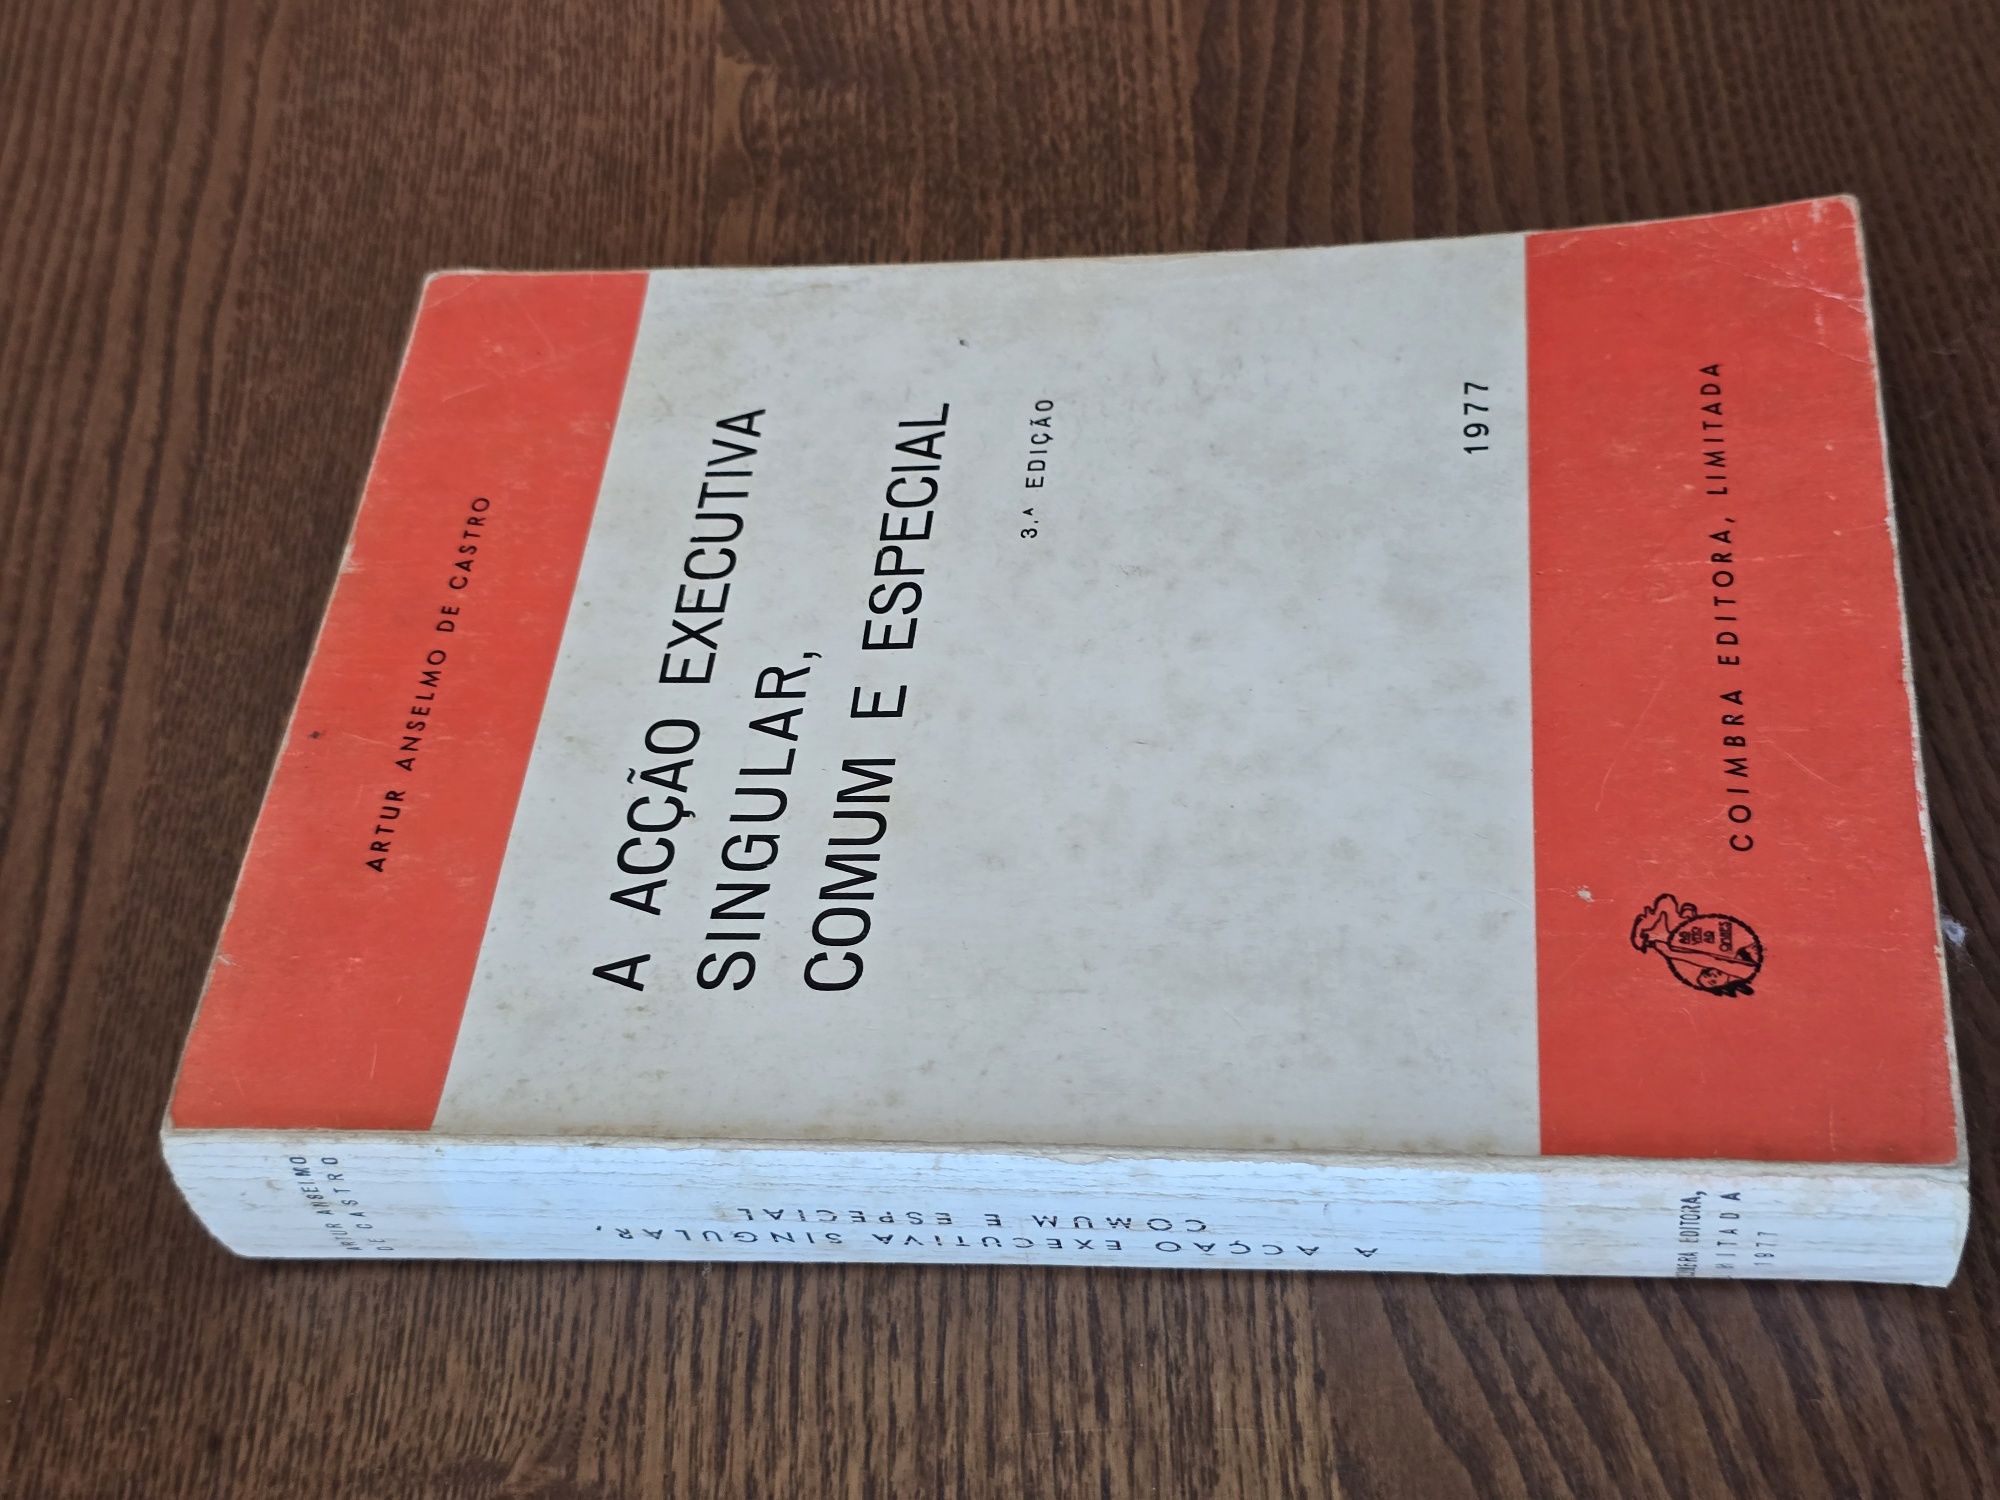 ARTUR ANSELMO DE CASTRO
A ACÇÃO EXECUTIVA
SINGULAR,
COMUM E ESPECIAL
3.ª EDIÇÃO
1977
COIMBRA EDITORA, LIMITADA
ARTUR ANSELMO
DE CASTRO
A ACÇÃO EXECUTIVA SINGULAR,
COMUM E ESPECIAL
EDITORA,
1977